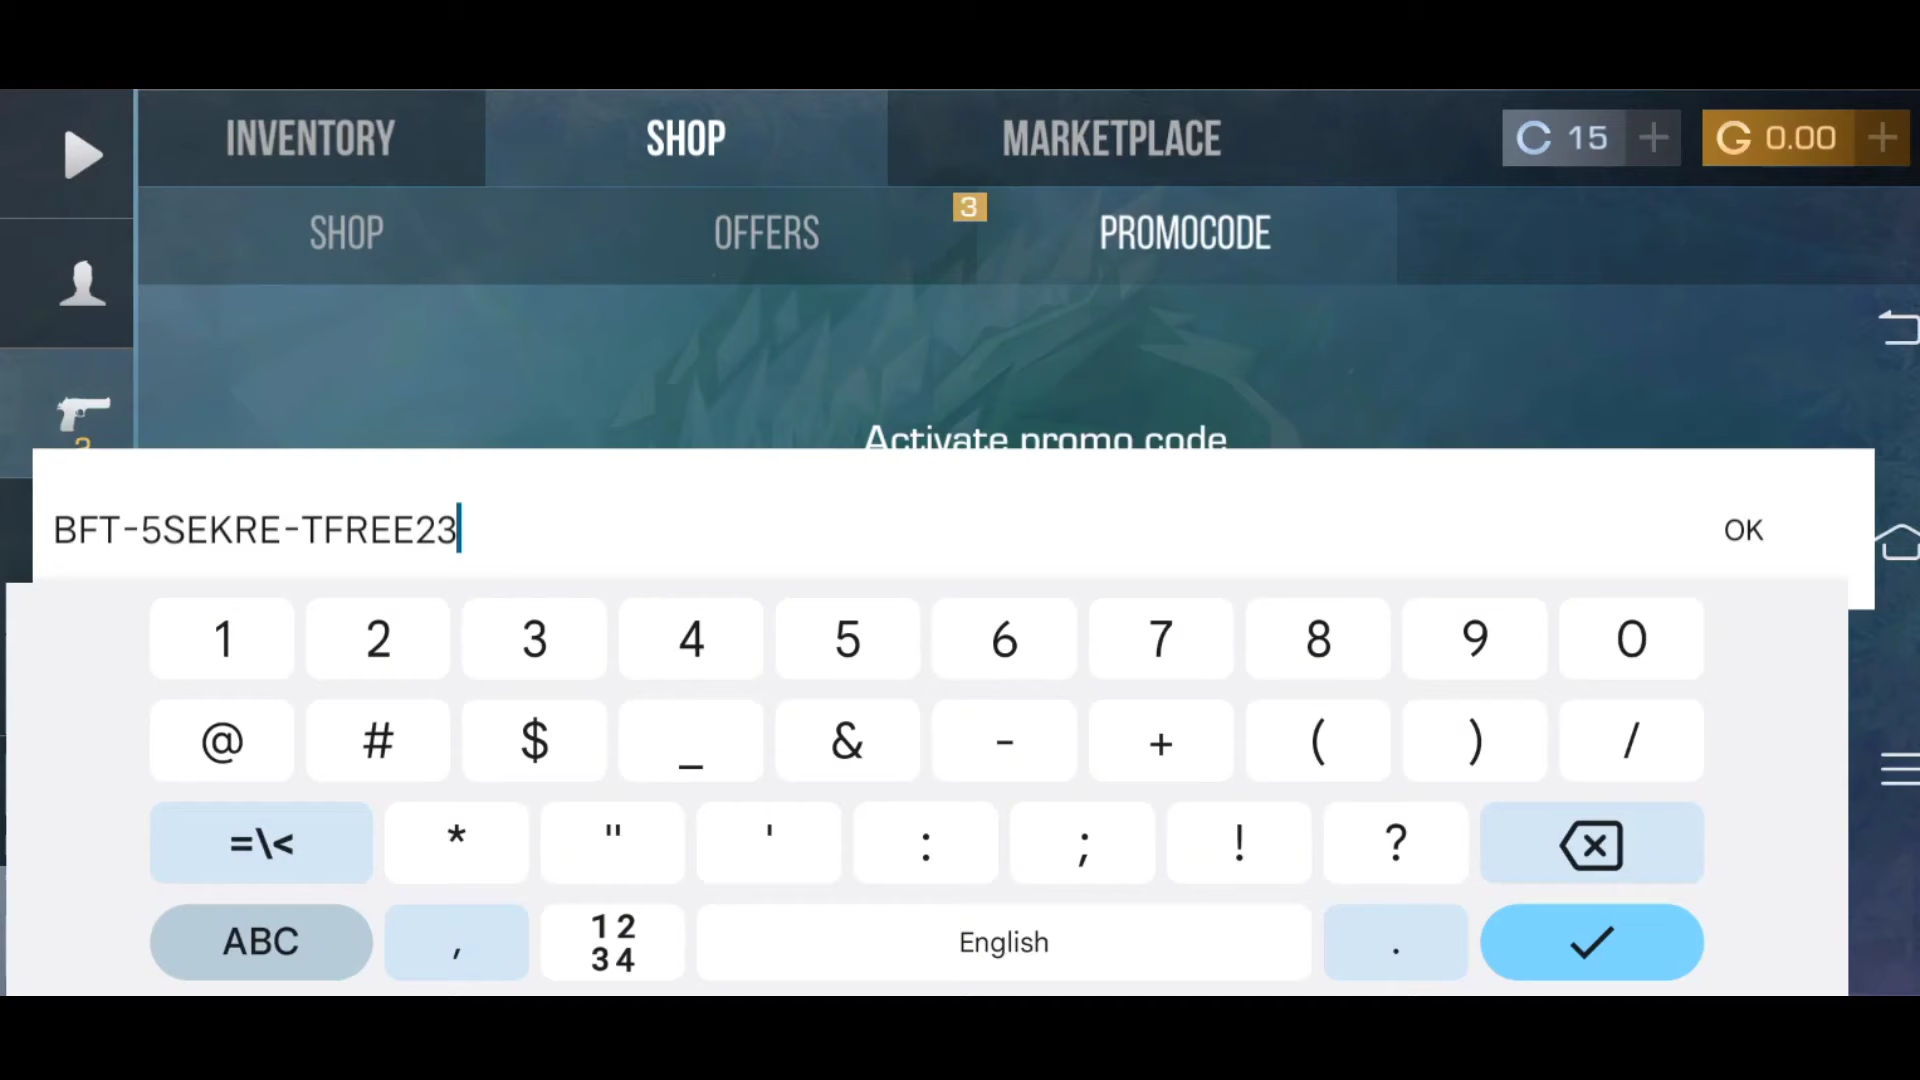 INVENTORY SHOP MARKETPLACE C 15 + G 0.00 +
SHOP OFFERS 3 PROMOCODE
Activate promo code
BFT-5SEKRE-TFREE23 OK
1 2 3 4 5 6 7 8 9 0
@ # $ _ & - + ( ) /
=\< * " ' : ; ! ?
ABC , 12 34 English .